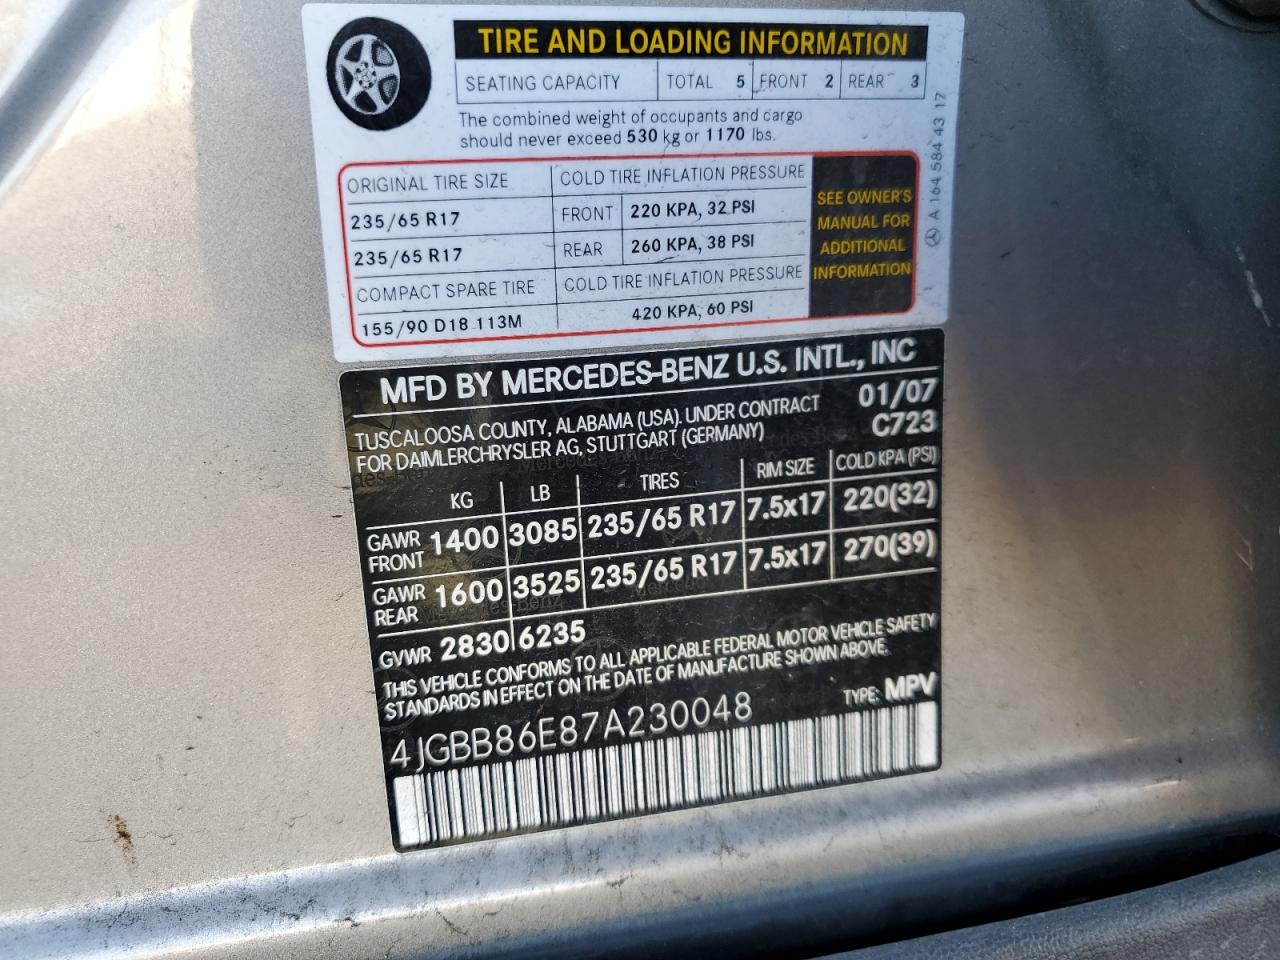 TIRE AND LOADING INFORMATION
SEATING CAPACITY TOTAL 5 FRONT 2 REAR 3
The combined weight of occupants and cargo
should never exceed 530 kg or 1170 lbs.
ORIGINAL TIRE SIZE COLD TIRE INFLATION PRESSURE
235/65 R17 FRONT 220 KPA, 32 PSI
235/65 R17 REAR 260 KPA, 38 PSI
COMPACT SPARE TIRE COLD TIRE INFLATION PRESSURE
155/90 D18 113M 420 KPA, 60 PSI
SEE OWNER'S
MANUAL FOR
ADDITIONAL
INFORMATION
A 164 584 43 17
MFD BY MERCEDES-BENZ U.S. INTL., INC
TUSCALOOSA COUNTY, ALABAMA (USA). UNDER CONTRACT 01/07
FOR DAIMLERCHRYSLER AG, STUTTGART (GERMANY) C723
KG LB TIRES RIM SIZE COLD KPA (PSI)
GAWR FRONT 1400 3085 235/65 R17 7.5x17 220(32)
GAWR REAR 1600 3525 235/65 R17 7.5x17 270(39)
GVWR 2830 6235
THIS VEHICLE CONFORMS TO ALL APPLICABLE FEDERAL MOTOR VEHICLE SAFETY
STANDARDS IN EFFECT ON THE DATE OF MANUFACTURE SHOWN ABOVE.
4JGBB86E87A230048 TYPE: MPV